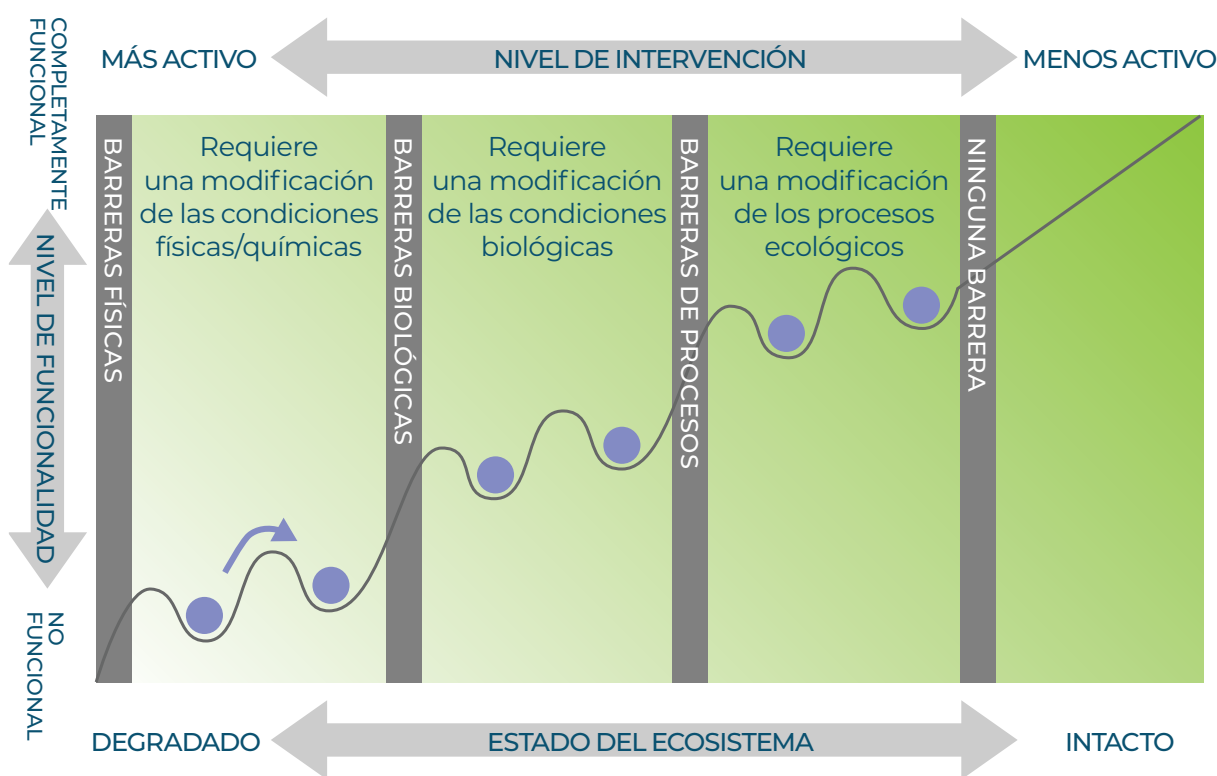 COMPLETAMENTE
FUNCIONAL
MÁS ACTIVO
NIVEL DE INTERVENCIÓN
MENOS ACTIVO
NIVEL DE FUNCIONALIDAD
NO
FUNCIONAL
BARRERAS FÍSICAS
Requiere
una modificación
de las condiciones
físicas/químicas
BARRERAS BIOLÓGICAS
Requiere
una modificación
de las condiciones
biológicas
BARRERAS DE PROCESOS
Requiere
una modificación
de los procesos
ecológicos
NINGUNA BARRERA
DEGRADADO
ESTADO DEL ECOSISTEMA
INTACTO